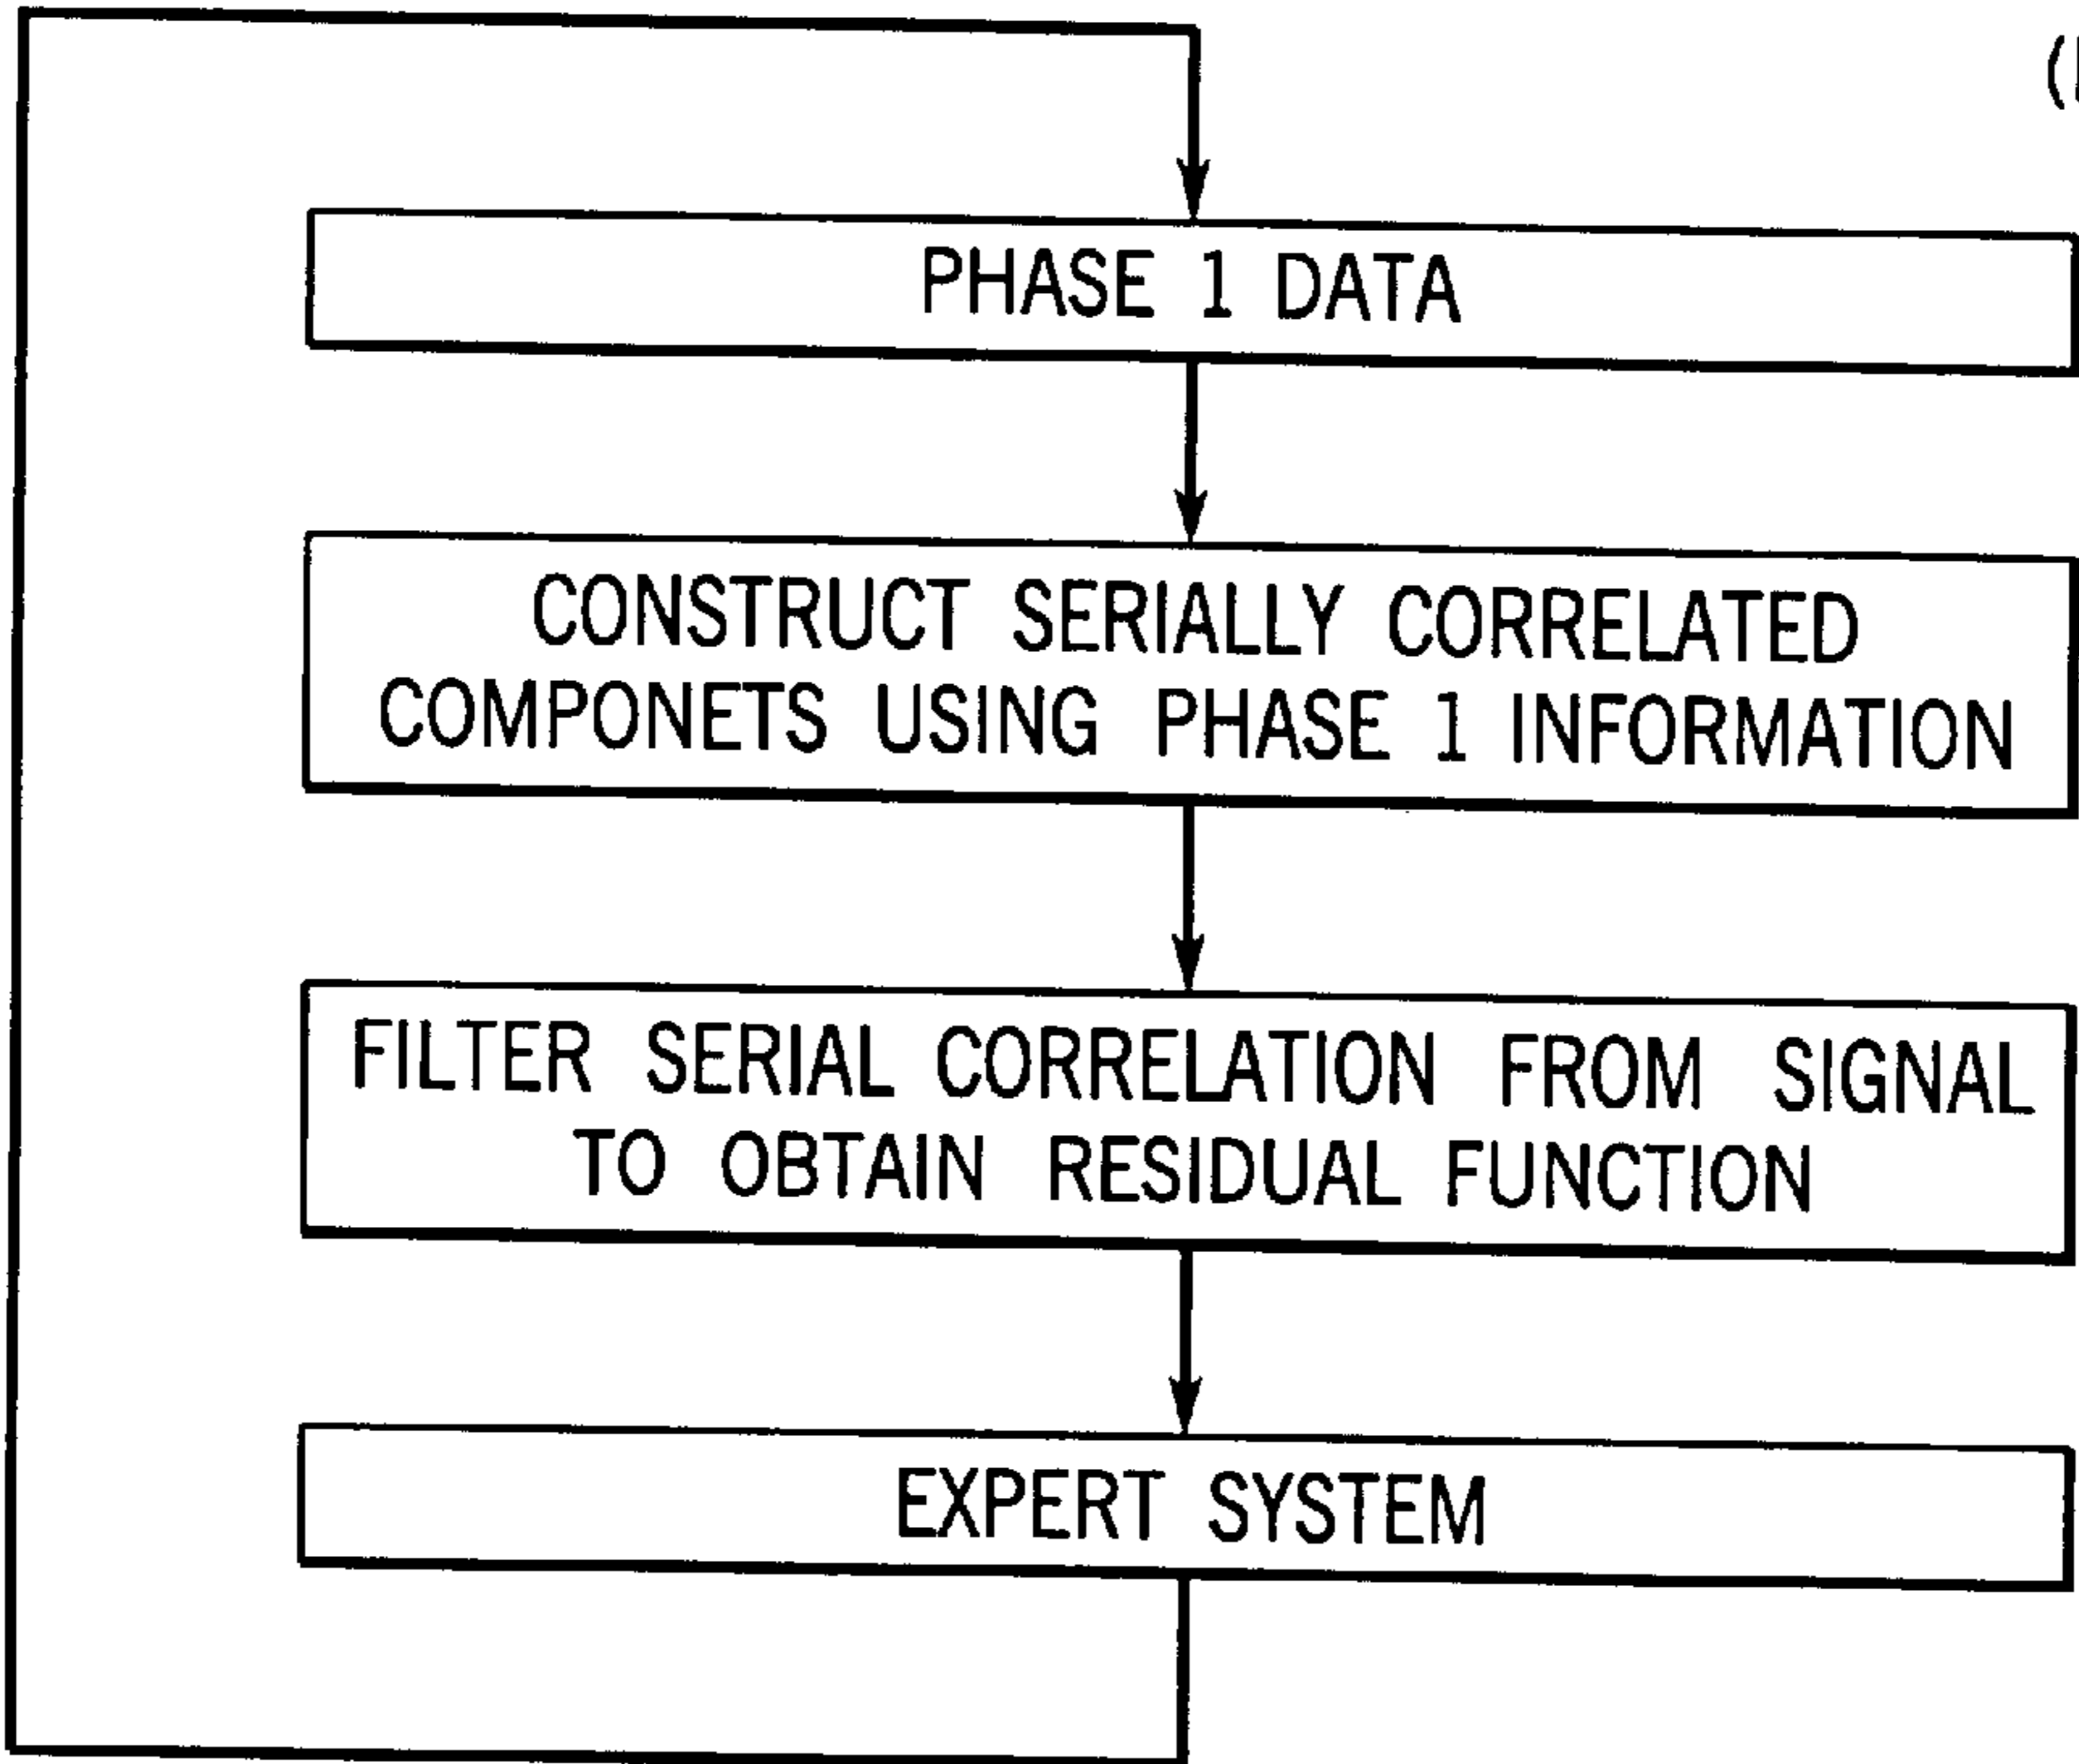 PHASE 1 DATA
CONSTRUCT SERIALLY CORRELATED
COMPONETS USING PHASE 1 INFORMATION
FILTER SERIAL CORRELATION FROM SIGNAL
TO OBTAIN RESIDUAL FUNCTION
EXPERT SYSTEM